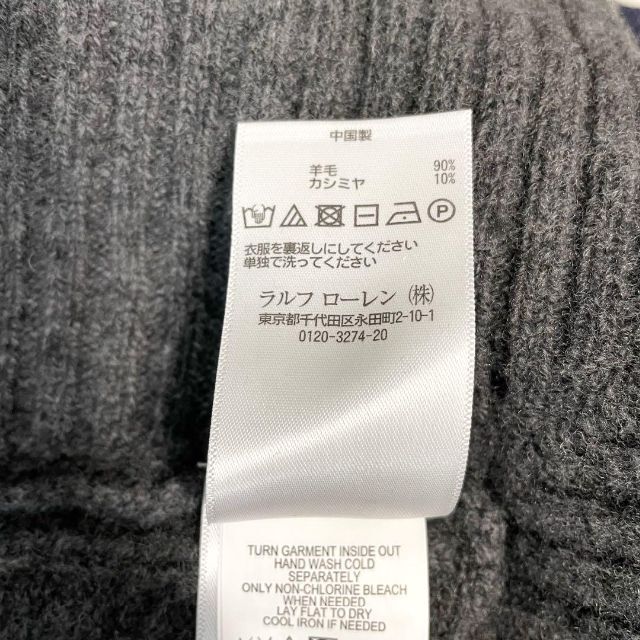 中国製
羊毛 90%
カシミヤ 10%
P
衣服を裏返しにしてください
単独で洗ってください
ラルフ ローレン (株)
東京都千代田区永田町2-10-1
0120-3274-20
TURN GARMENT INSIDE OUT
HAND WASH COLD
SEPARATELY
ONLY NON-CHLORINE BLEACH
WHEN NEEDED
LAY FLAT TO DRY
COOL IRON IF NEEDED